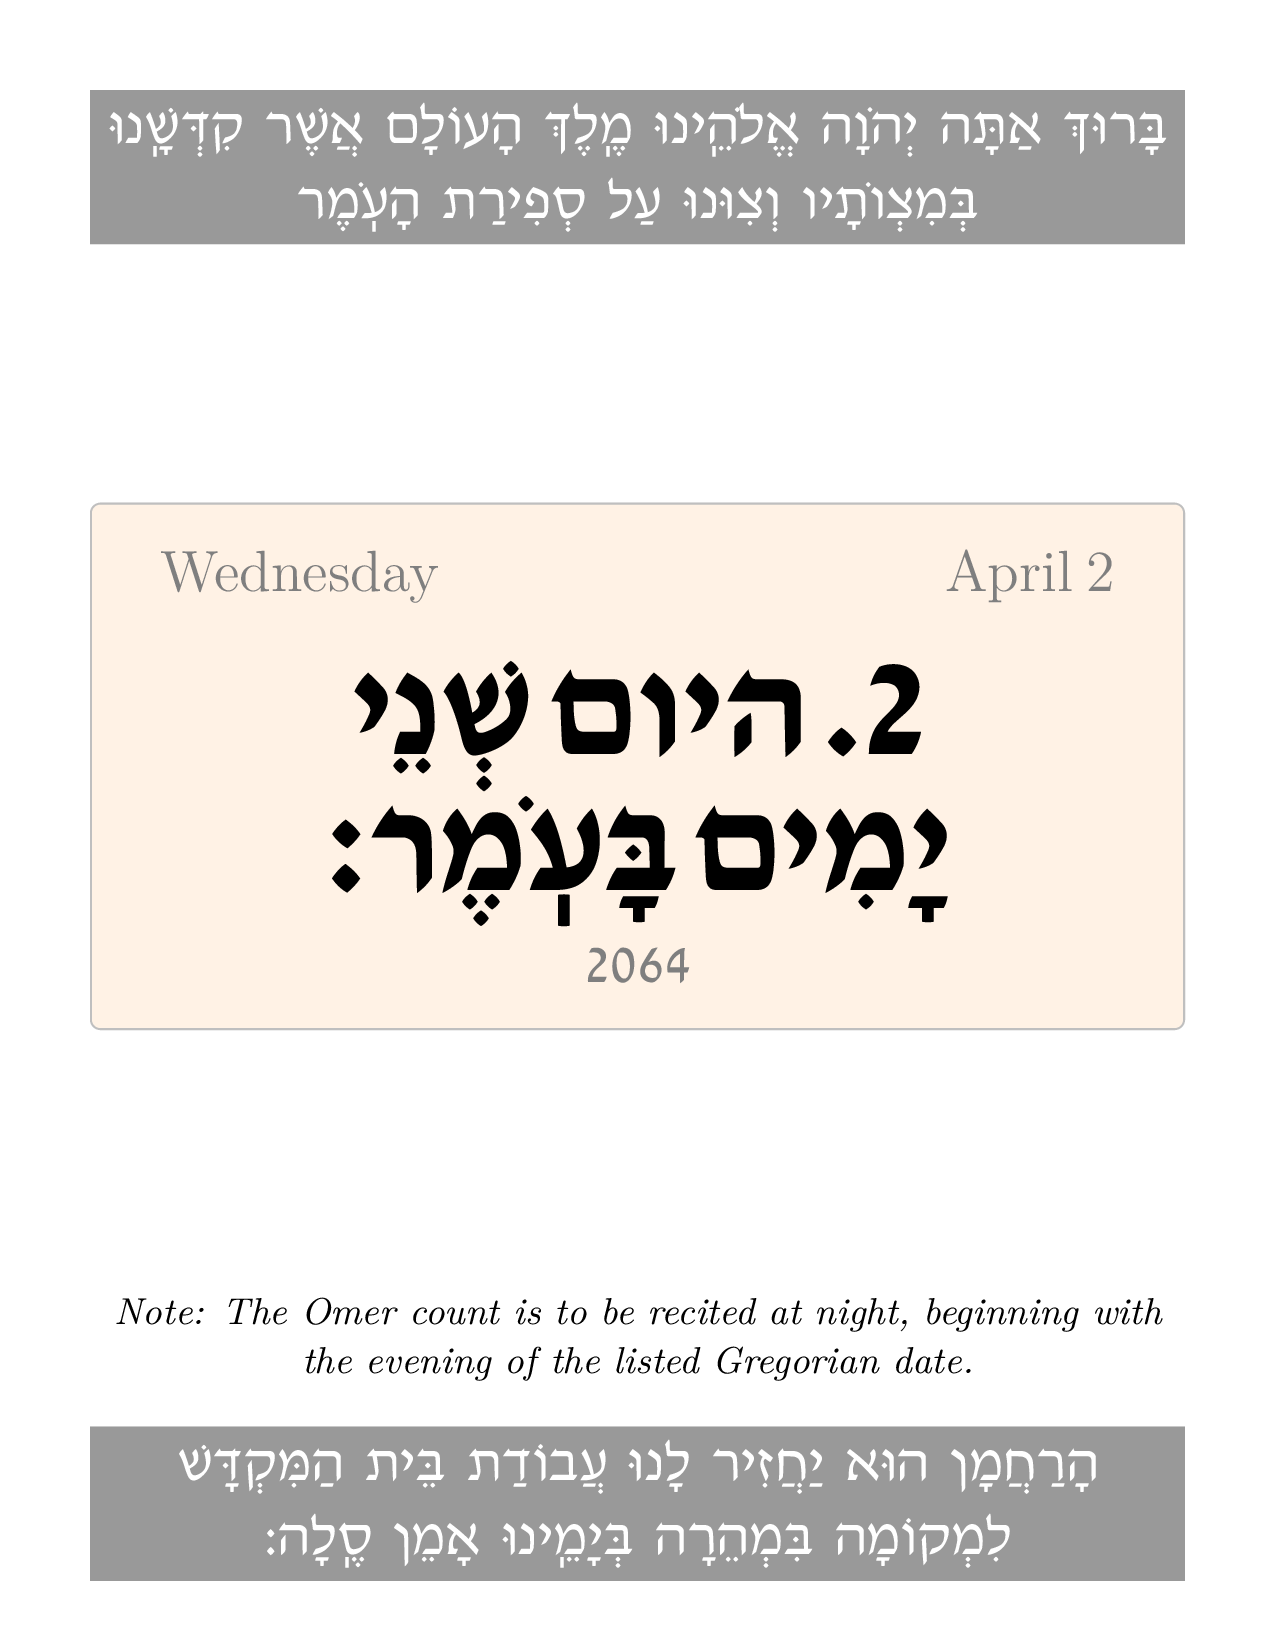 בָּרוּךְ אַתָּה יְהֹוָה אֱלֹהֵֽינוּ מֶֽלֶךְ הָעוֹלָם אֲשֶׁר קִדְּשָֽׁנוּ
בְּמִצְוֹתָיו וְצִוּנוּ עַל סְפִירַת הָעֹֽמֶר
Wednesday April 2
2. היום שְׁנֵי
יָמִים בָּעֹֽמֶר:
2064
Note: The Omer count is to be recited at night, beginning with
the evening of the listed Gregorian date.
הָרַחֲמָן הוּא יַחֲזִיר לָנוּ עֲבוֹדַת בֵּית הַמִּקְדָּשׁ
לִמְקוֹמָה בִּמְהֵרָה בְּיָמֵֽינוּ אָמֵן סֶֽלָה: